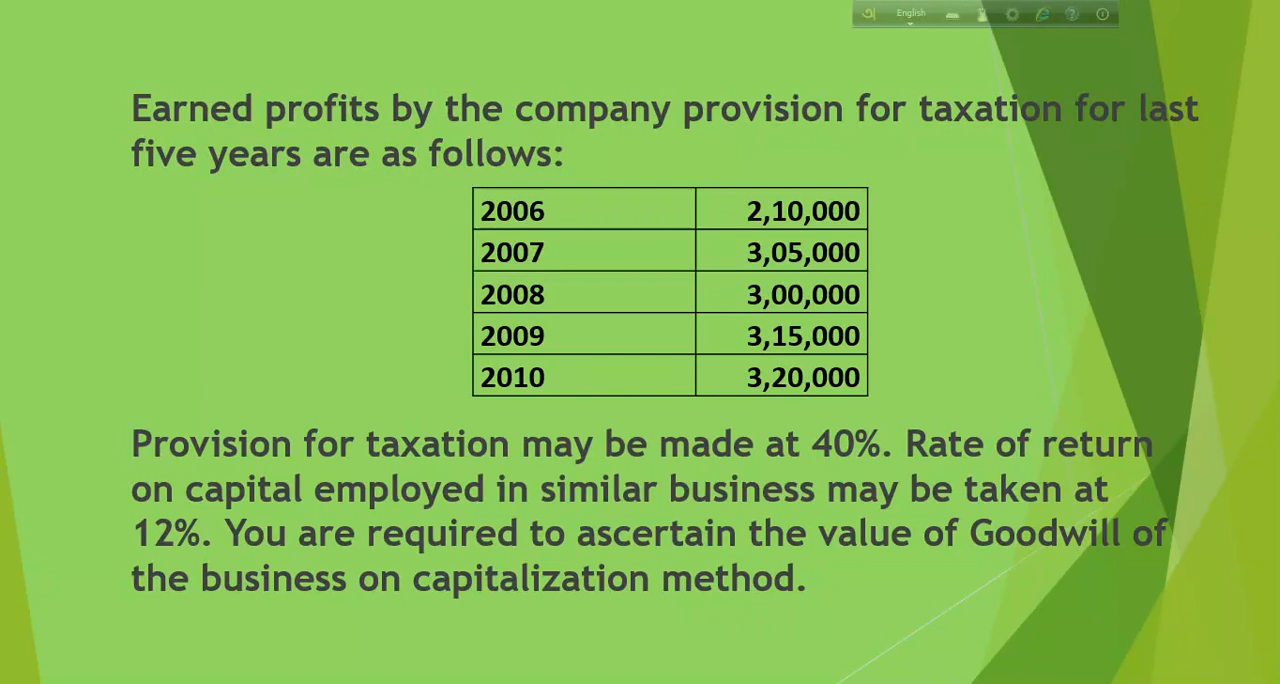 English
Earned profits by the company provision for taxation for last
five years are as follows:
2006 2,10,000
2007 3,05,000
2008 3,00,000
2009 3,15,000
2010 3,20,000
Provision for taxation may be made at 40%. Rate of return
on capital employed in similar business may be taken at
12%. You are required to ascertain the value of Goodwill of
the business on capitalization method.